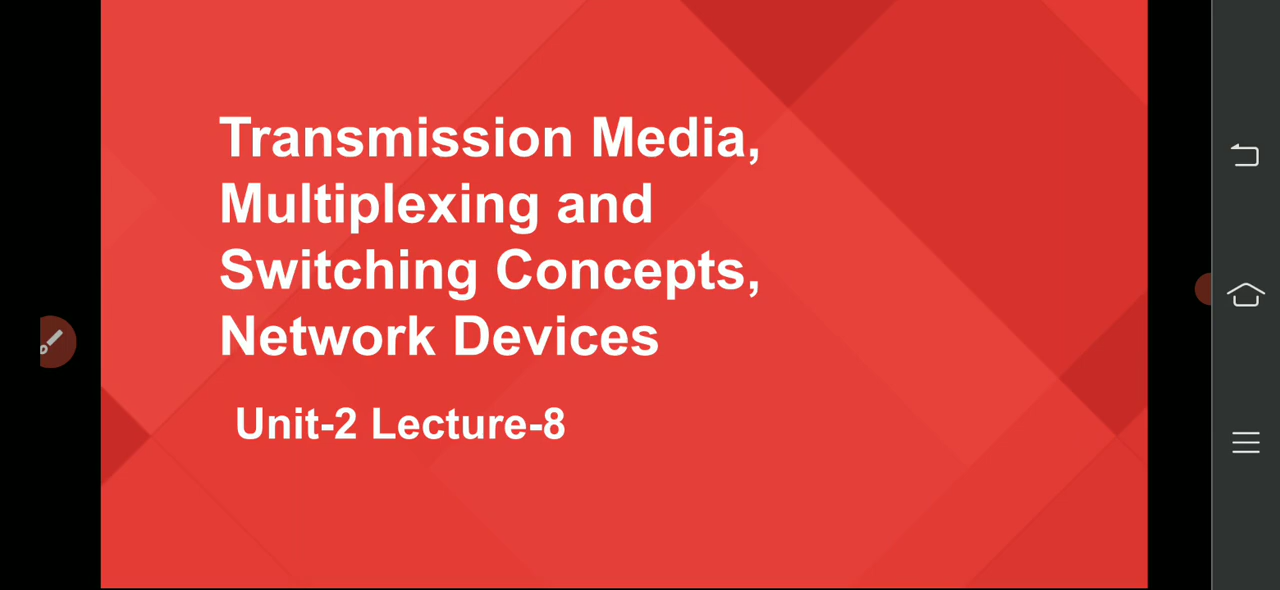 Transmission Media,
Multiplexing and
Switching Concepts,
Network Devices
Unit-2 Lecture-8